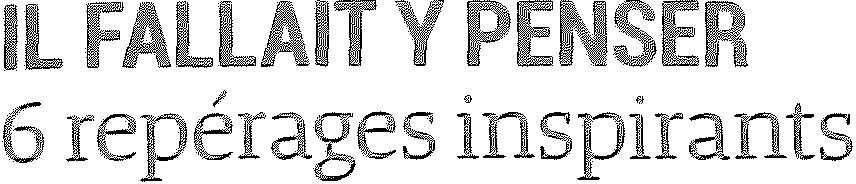 IL FALLAIT Y PENSER
6 repérages inspirants